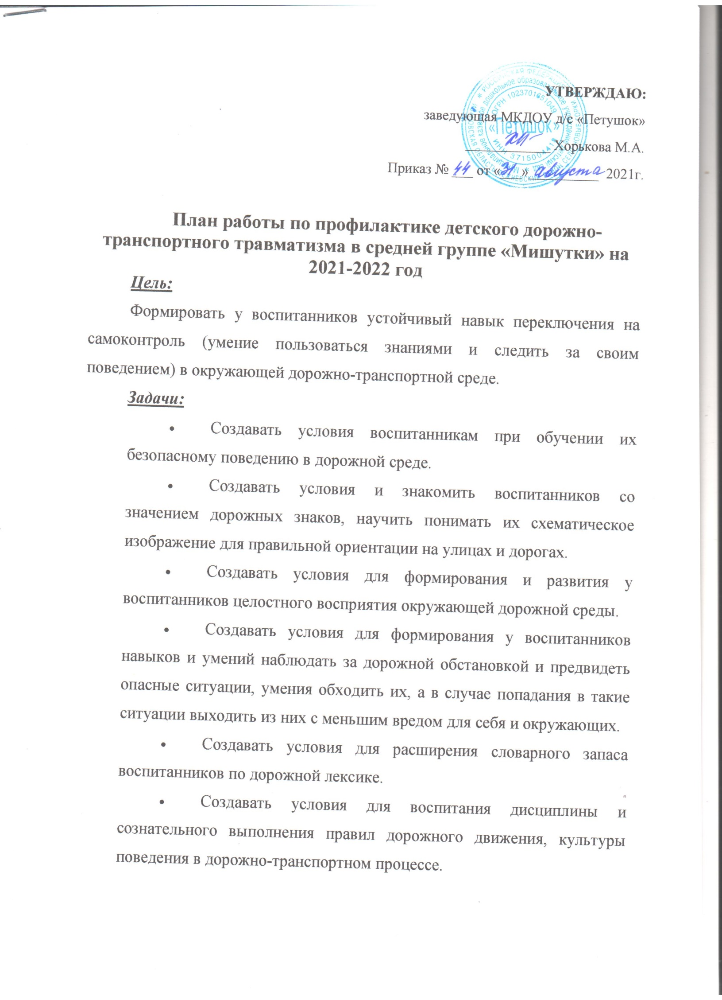 УТВЕРЖДАЮ:
заведующая МКДОУ д/с «Петушок»
Хорькова М.А.
Приказ № 44 от «31» августа 2021г.
РОССИЙСКАЯ ФЕДЕРАЦИЯ
ОГРН 1023701651049
«Петушок»
ИНН 3715004418
План работы по профилактике детского дорожно-
транспортного травматизма в средней группе «Мишутки» на
2021-2022 год
Цель:
Формировать у воспитанников устойчивый навык переключения на
самоконтроль (умение пользоваться знаниями и следить за своим
поведением) в окружающей дорожно-транспортной среде.
Задачи:
• Создавать условия воспитанникам при обучении их
безопасному поведению в дорожной среде.
• Создавать условия и знакомить воспитанников со
значением дорожных знаков, научить понимать их схематическое
изображение для правильной ориентации на улицах и дорогах.
• Создавать условия для формирования и развития у
воспитанников целостного восприятия окружающей дорожной среды.
• Создавать условия для формирования у воспитанников
навыков и умений наблюдать за дорожной обстановкой и предвидеть
опасные ситуации, умения обходить их, а в случае попадания в такие
ситуации выходить из них с меньшим вредом для себя и окружающих.
• Создавать условия для расширения словарного запаса
воспитанников по дорожной лексике.
• Создавать условия для воспитания дисциплины и
сознательного выполнения правил дорожного движения, культуры
поведения в дорожно-транспортном процессе.